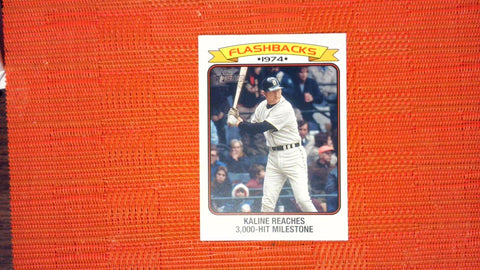 FLASHBACKS
•1974•
KALINE REACHES
3,000-HIT MILESTONE